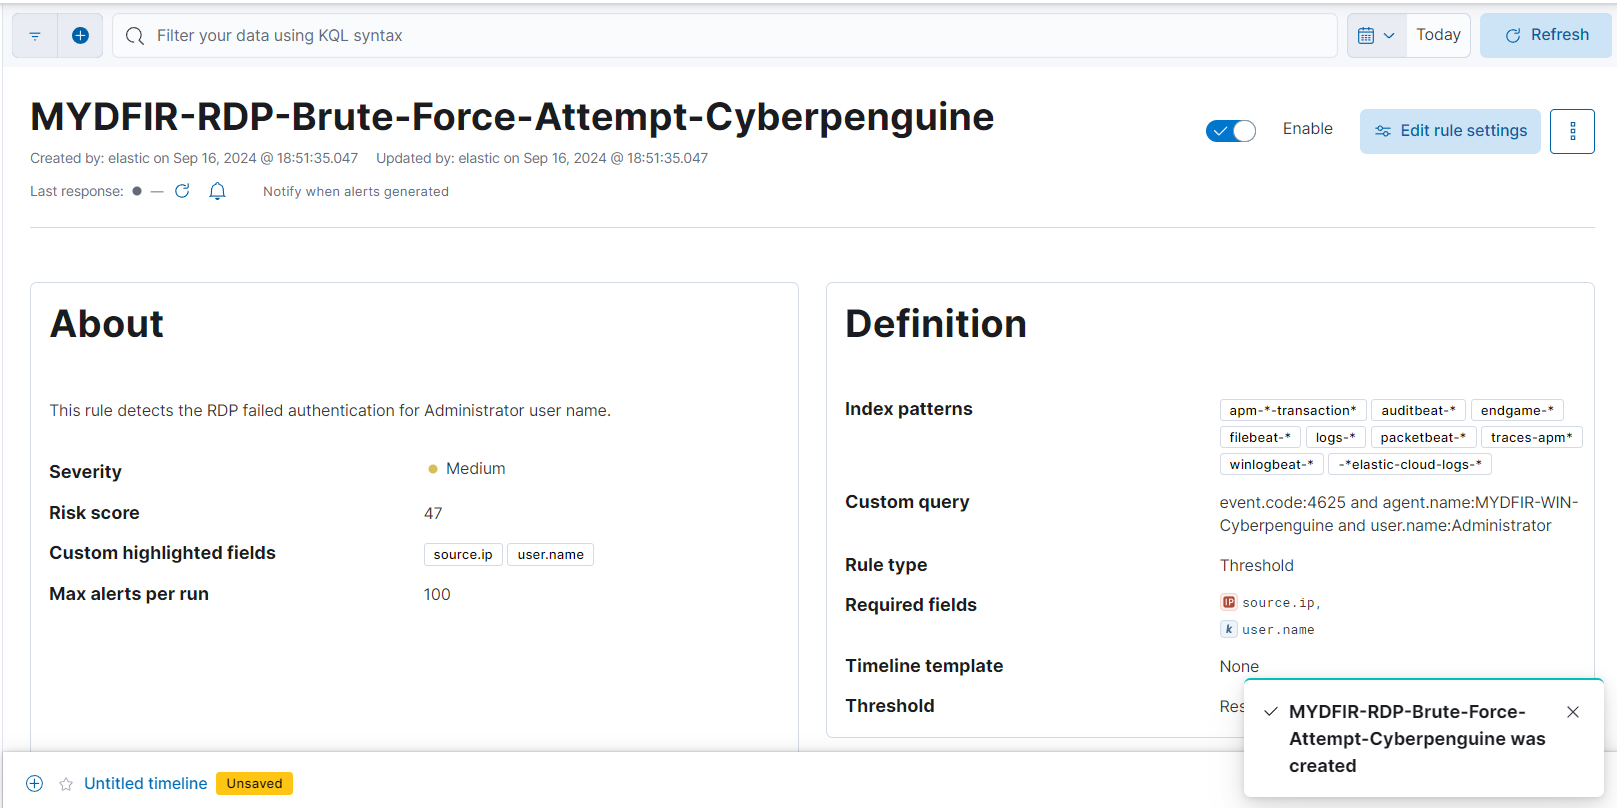 Filter your data using KQL syntax
Today
Refresh
MYDFIR-RDP-Brute-Force-Attempt-Cyberpenguine
Enable
Edit rule settings
Created by: elastic on Sep 16, 2024 @ 18:51:35.047 Updated by: elastic on Sep 16, 2024 @ 18:51:35.047
Last response: — Notify when alerts generated
About
This rule detects the RDP failed authentication for Administrator user name.
Severity Medium
Risk score 47
Custom highlighted fields source.ip user.name
Max alerts per run 100
Definition
Index patterns apm-*-transaction* auditbeat-* endgame-*
filebeat-* logs-* packetbeat-* traces-apm*
winlogbeat-* -*elastic-cloud-logs-*
Custom query event.code:4625 and agent.name:MYDFIR-WIN-
Cyberpenguine and user.name:Administrator
Rule type Threshold
Required fields IP source.ip,
k user.name
Timeline template None
Threshold Res
MYDFIR-RDP-Brute-Force-
Attempt-Cyberpenguine was
created
Untitled timeline Unsaved